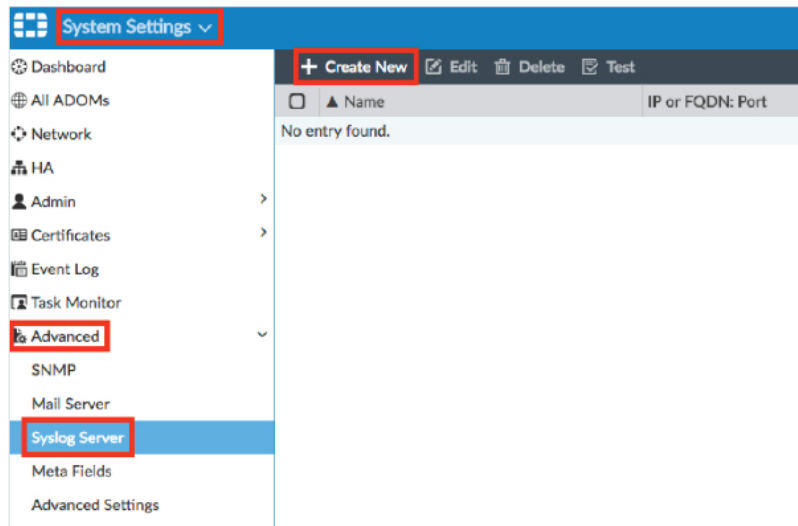 System Settings
Dashboard
All ADOMs
Network
HA
Admin
Certificates
Event Log
Task Monitor
Advanced
SNMP
Mail Server
Syslog Server
Meta Fields
Advanced Settings
+ Create New Edit Delete Test
▲ Name IP or FQDN: Port
No entry found.